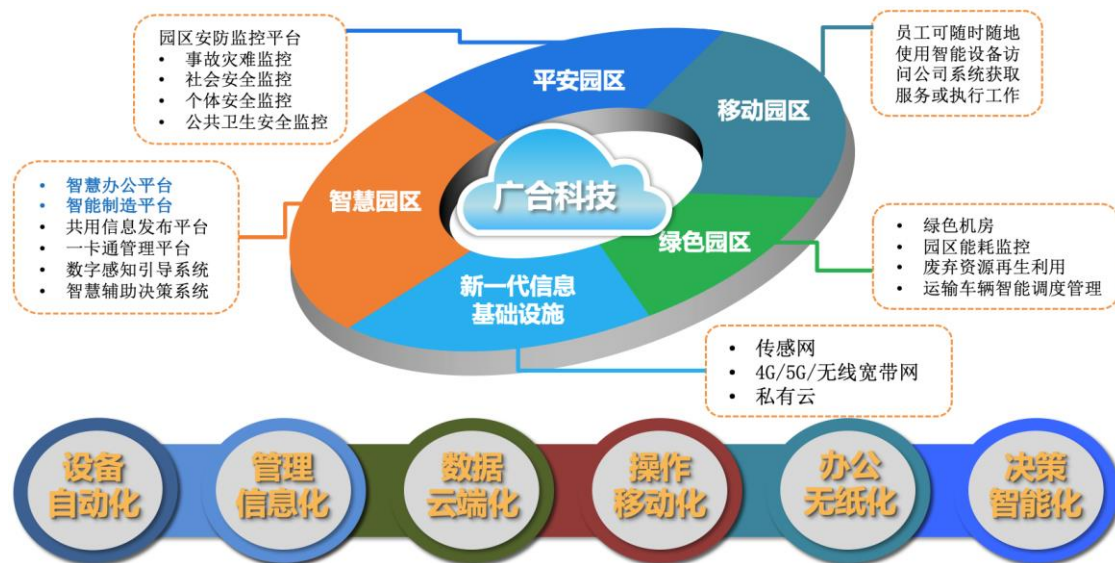 园区安防监控平台
• 事故灾难监控
• 社会安全监控
• 个体安全监控
• 公共卫生安全监控
平安园区
移动园区
员工可随时随地
使用智能设备访
问公司系统获取
服务或执行工作
• 智慧办公平台
• 智能制造平台
• 共用信息发布平台
• 一卡通管理平台
• 数字感知引导系统
• 智慧辅助决策系统
智慧园区
广合科技
绿色园区
• 绿色机房
• 园区能耗监控
• 废弃资源再生利用
• 运输车辆智能调度管理
新一代信息
基础设施
• 传感网
• 4G/5G/无线宽带网
• 私有云
设备
自动化
管理
信息化
数据
云端化
操作
移动化
办公
无纸化
决策
智能化